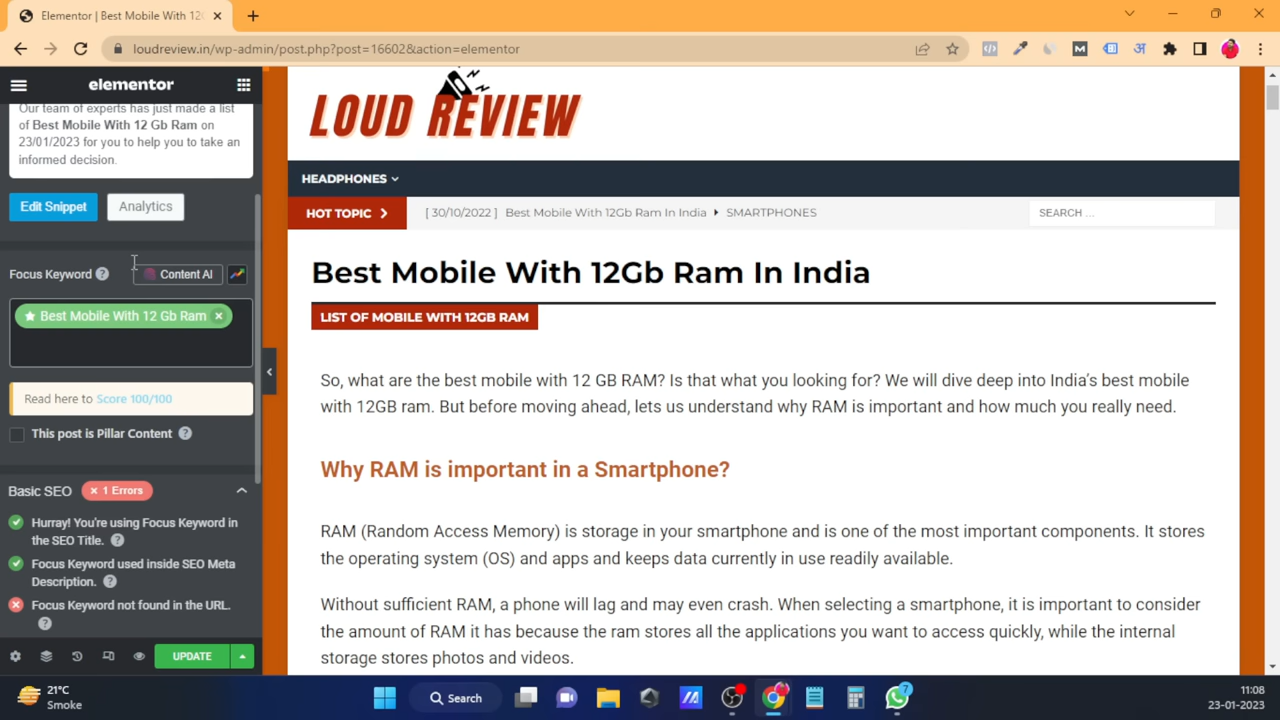 Elementor | Best Mobile With 12G
loudreview.in/wp-admin/post.php?post=16602&action=elementor
elementor
Our team of experts has just made a list
of Best Mobile With 12 Gb Ram on
23/01/2023 for you to help you to take an
informed decision.
Edit Snippet
Analytics
Focus Keyword
Content AI
Best Mobile With 12 Gb Ram
Read here to Score 100/100
This post is Pillar Content
Basic SEO
× 1 Errors
Hurray! You're using Focus Keyword in
the SEO Title.
Focus Keyword used inside SEO Meta
Description.
Focus Keyword not found in the URL.
UPDATE
LOUD REVIEW
HEADPHONES
HOT TOPIC
[ 30/10/2022 ] Best Mobile With 12Gb Ram In India
SMARTPHONES
SEARCH ...
Best Mobile With 12Gb Ram In India
LIST OF MOBILE WITH 12GB RAM
So, what are the best mobile with 12 GB RAM? Is that what you looking for? We will dive deep into India's best mobile
with 12GB ram. But before moving ahead, lets us understand why RAM is important and how much you really need.
Why RAM is important in a Smartphone?
RAM (Random Access Memory) is storage in your smartphone and is one of the most important components. It stores
the operating system (OS) and apps and keeps data currently in use readily available.
Without sufficient RAM, a phone will lag and may even crash. When selecting a smartphone, it is important to consider
the amount of RAM it has because the ram stores all the applications you want to access quickly, while the internal
storage stores photos and videos.
21°C
Smoke
Search
7
11:08
23-01-2023